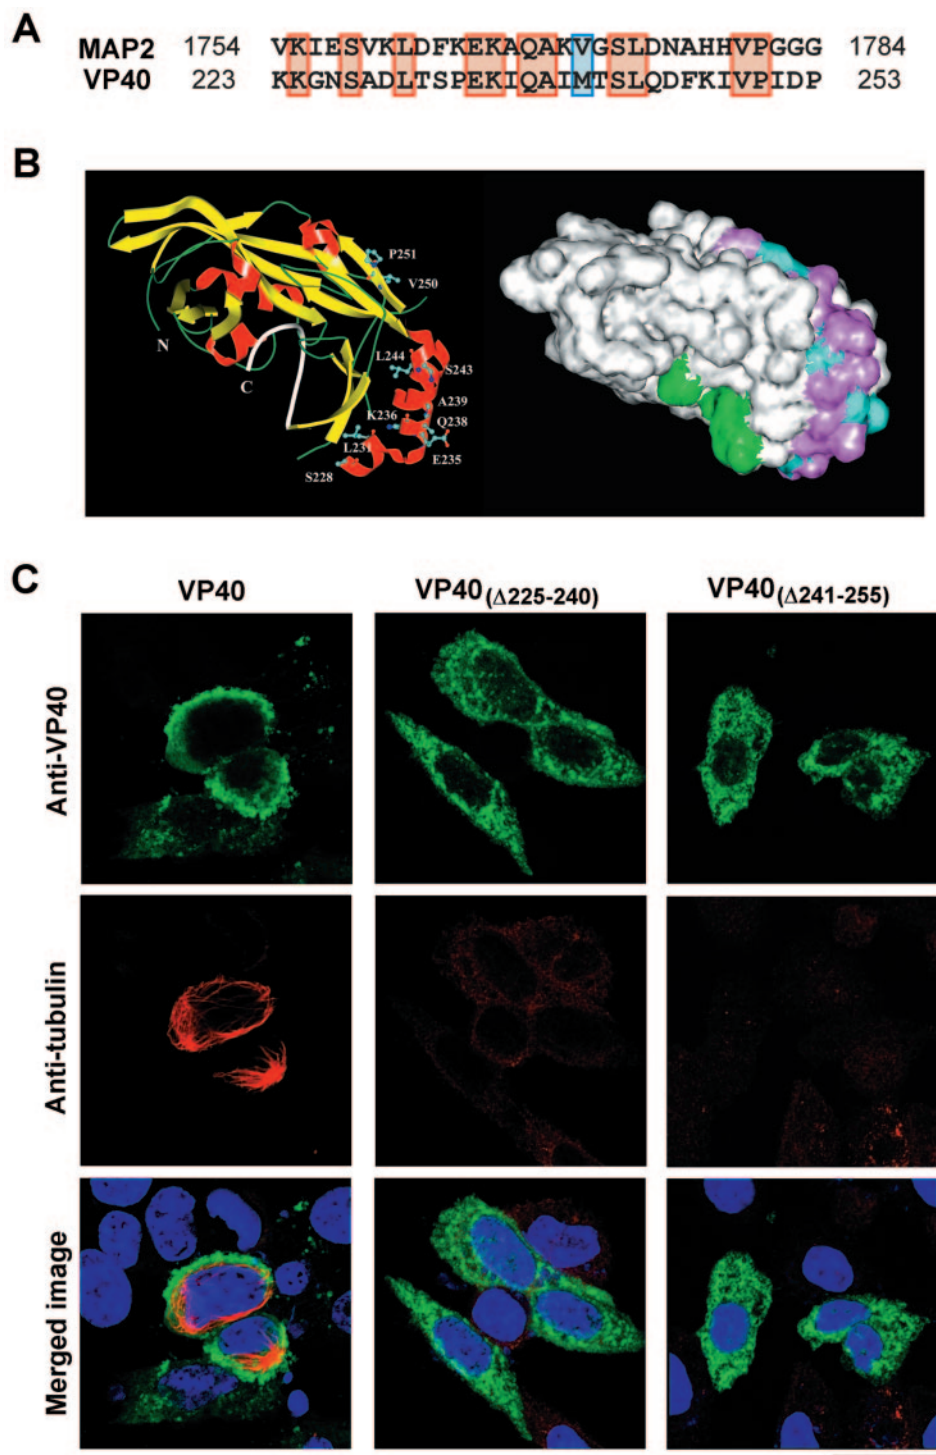 A
MAP2 1754 VKIESVKLDFKEKAQAKVGSLDNAHHVPGGG 1784
VP40 223 KKGNSADLTSPEKIQAIMTSLQDFKIVPIDP 253
B
P251
V250
N
C
L244
S243
A239
K236
Q238
L231
E235
S228
C
VP40 VP40(Δ225-240) VP40(Δ241-255)
Anti-VP40
Anti-tubulin
Merged image